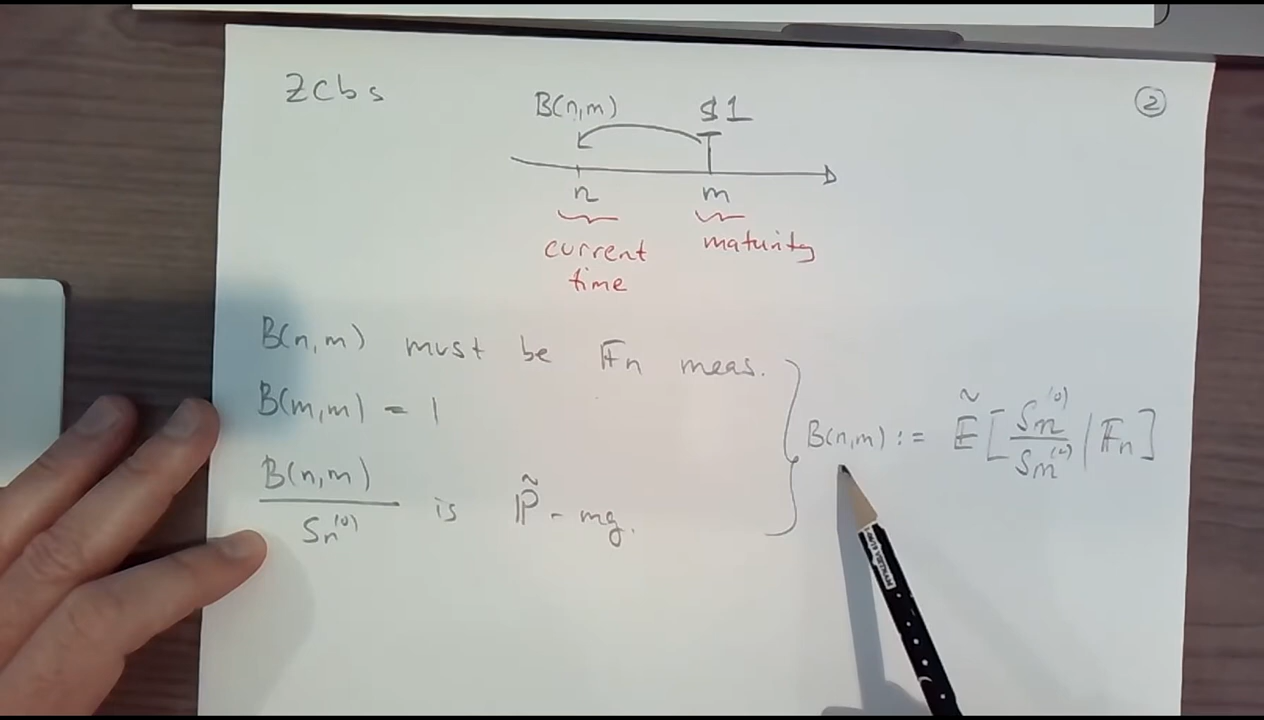 Zcbs
②
B(n,m) $1
n m
current time
maturity
B(n,m) must be Fn meas.
B(m,m) = 1
B(n,m) / Sn^(0) is P̃ - mg.
B(n,m) := Ẽ[ Sn^(0) / Sm^(0) | Fn ]